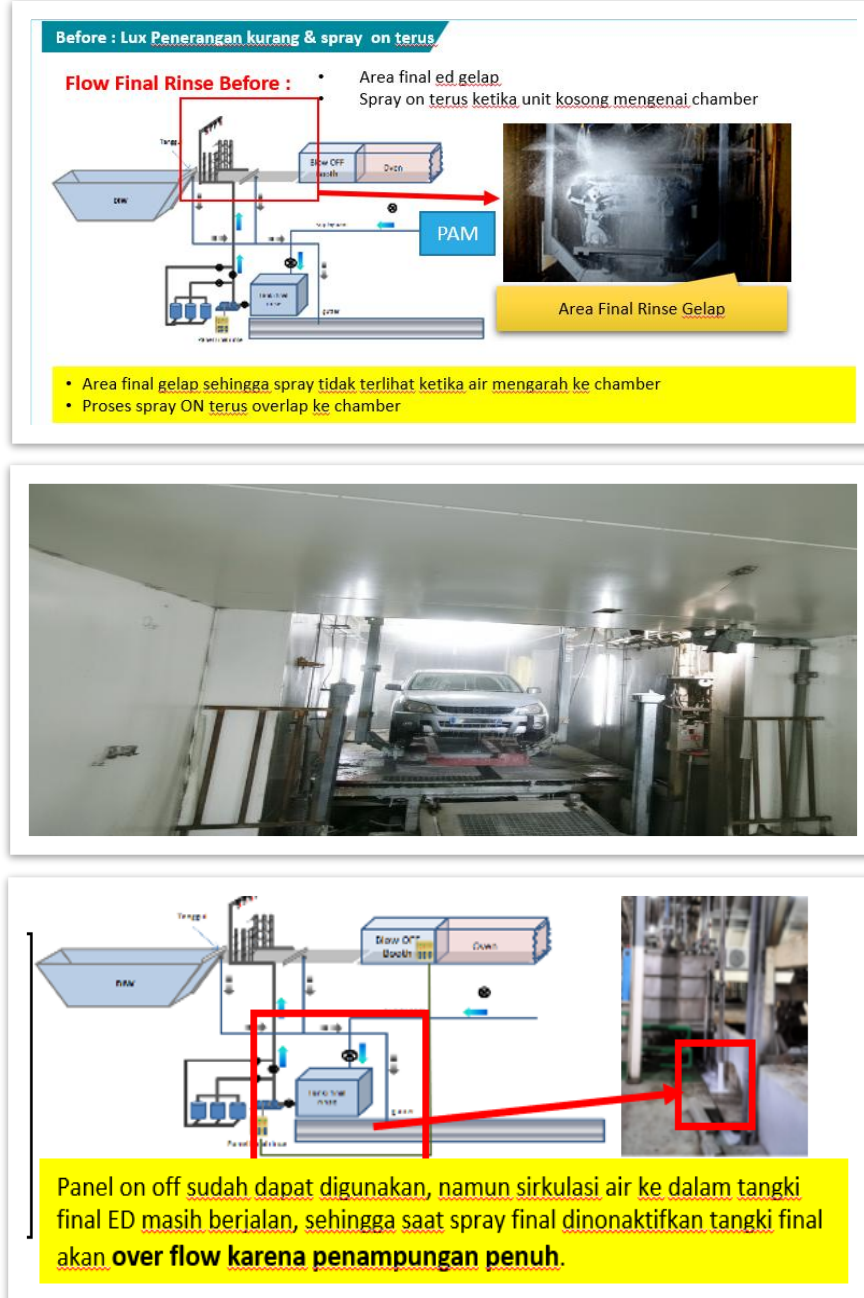 Before : Lux Penerangan kurang & spray on terus
Flow Final Rinse Before :
• Area final ed gelap
• Spray on terus ketika unit kosong mengenai chamber
Blow OFF
Booth
Oven
PAM
Area Final Rinse Gelap
• Area final gelap sehingga spray tidak terlihat ketika air mengarah ke chamber
• Proses spray ON terus overlap ke chamber
Blow OFF
Booth
Oven
Panel on off sudah dapat digunakan, namun sirkulasi air ke dalam tangki
final ED masih berjalan, sehingga saat spray final dinonaktifkan tangki final
akan over flow karena penampungan penuh.